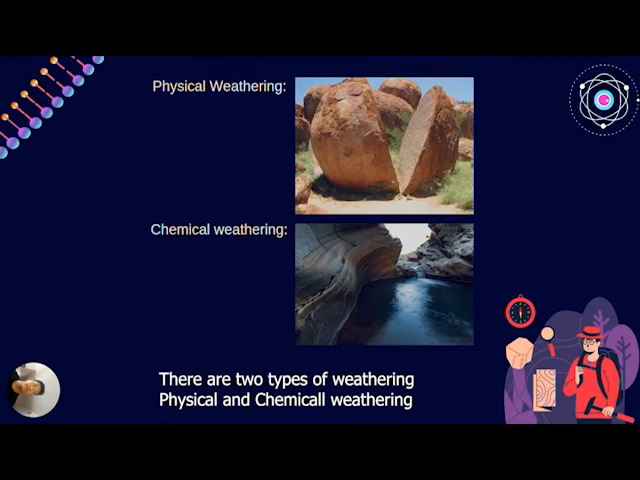 Physical Weathering:
Chemical weathering:
There are two types of weathering
Physical and Chemicall weathering